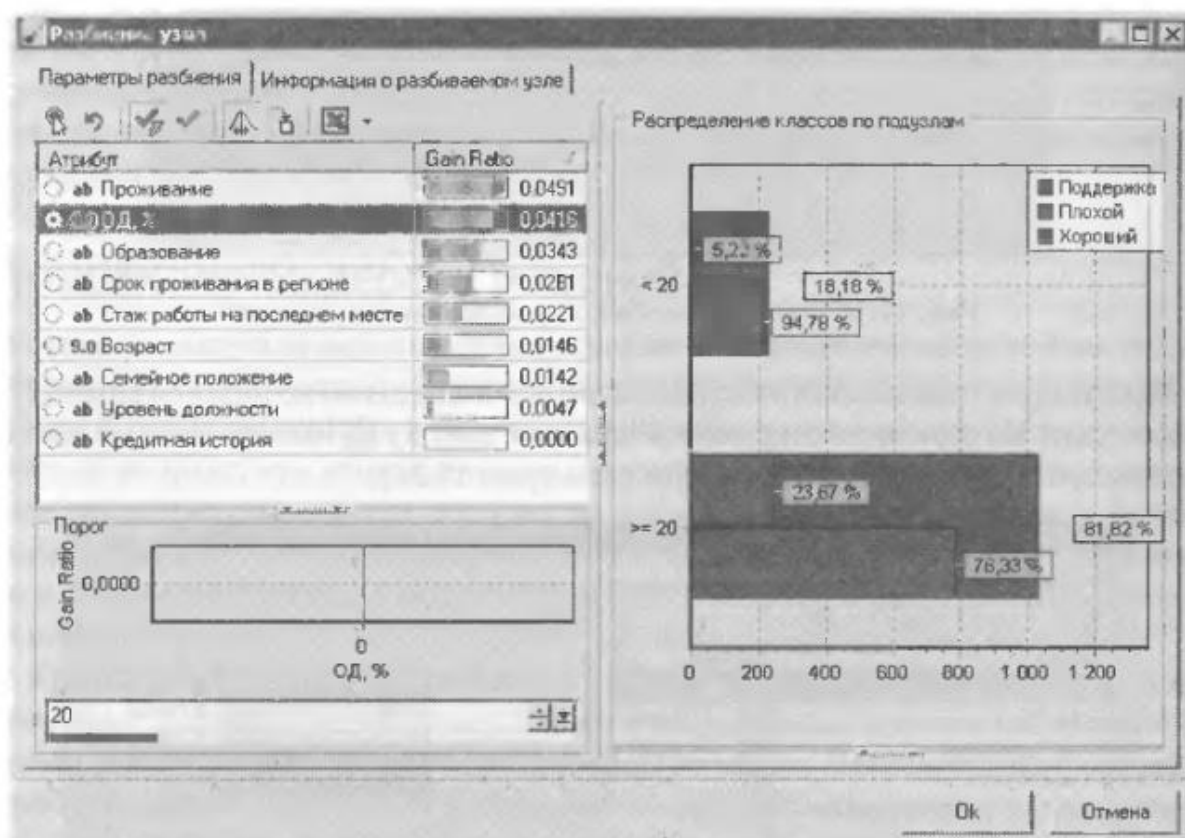 Разбиение узла
Параметры разбиения
Информация о разбиваемом узле
Атрибут Gain Ratio
ab Проживание 0,0491
9.0 ОД, % 0,0416
ab Образование 0,0343
ab Срок проживания в регионе 0,0281
ab Стаж работы на последнем месте 0,0221
9.0 Возраст 0,0146
ab Семейное положение 0,0142
ab Уровень должности 0,0047
ab Кредитная история 0,0000
Порог
Gain Ratio
0,0000
0
ОД, %
20
Распределение классов по подузлам
Поддержка
Плохой
Хороший
< 20
5,22 %
18,18 %
94,78 %
>= 20
23,67 %
81,82 %
76,33 %
0 200 400 600 800 1 000 1 200
Ok
Отмена